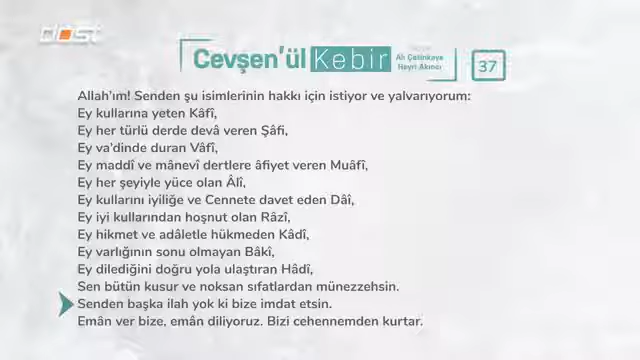 dost
Cevşen'ül Kebir
Ali Çetinkaya
Hayri Akıncı
37
Allah'ım! Senden şu isimlerinin hakkı için istiyor ve yalvarıyorum:
Ey kullarına yeten Kâfî,
Ey her türlü derde devâ veren Şâfi,
Ey va'dinde duran Vâfî,
Ey maddî ve mânevî dertlere âfiyet veren Muâfî,
Ey her şeyiyle yüce olan Âlî,
Ey kullarını iyiliğe ve Cennete davet eden Dâî,
Ey iyi kullarından hoşnut olan Râzî,
Ey hikmet ve adâletle hükmeden Kâdî,
Ey varlığının sonu olmayan Bâkî,
Ey dilediğini doğru yola ulaştıran Hâdî,
Sen bütün kusur ve noksan sıfatlardan münezzehsin.
Senden başka ilah yok ki bize imdat etsin.
Emân ver bize, emân diliyoruz. Bizi cehennemden kurtar.